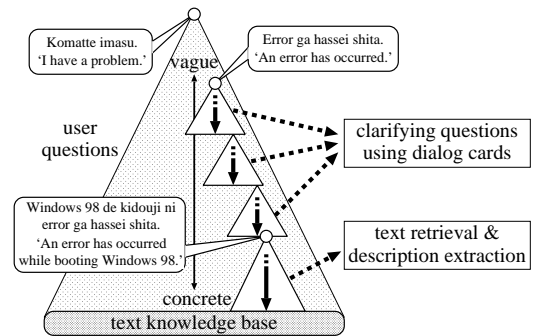 Komatte imasu.
‘I have a problem.’
Error ga hassei shita.
‘An error has occurred.’
vague
user
questions
clarifying questions
using dialog cards
Windows 98 de kidouji ni
error ga hassei shita.
‘An error has occurred
while booting Windows 98.’
text retrieval &
description extraction
concrete
text knowledge base